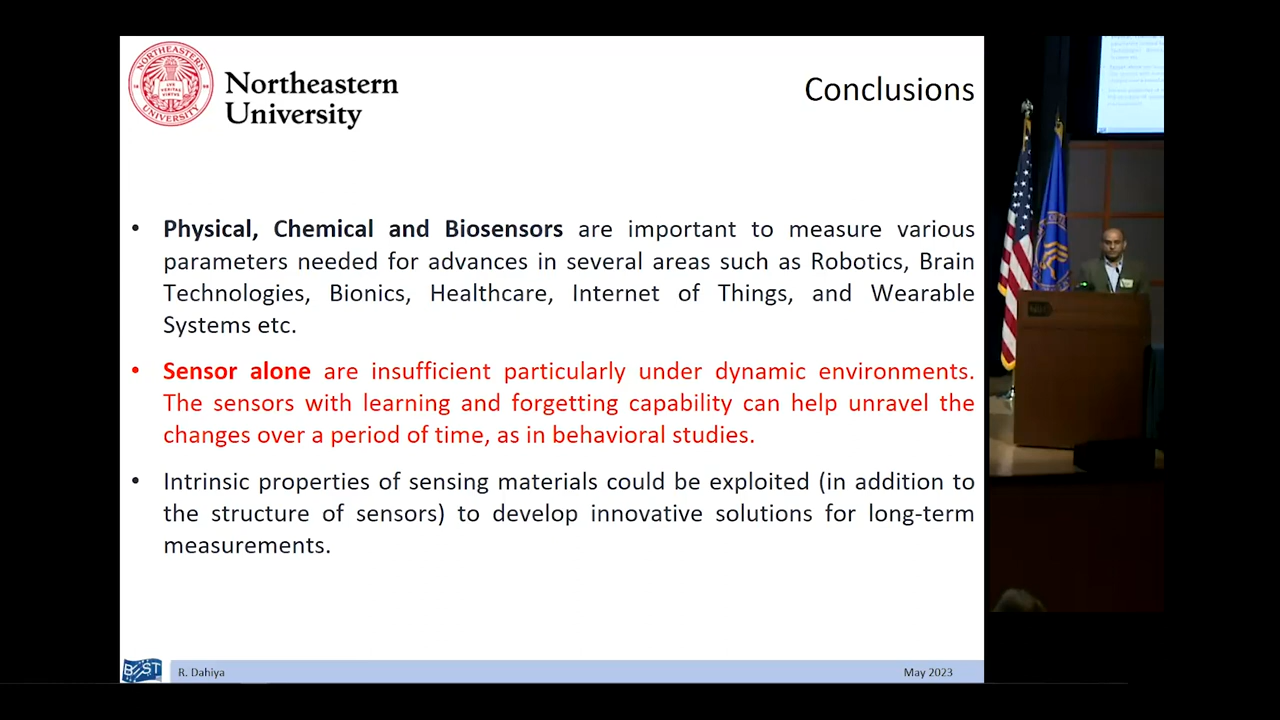 Northeastern
University
Conclusions
• Physical, Chemical and Biosensors are important to measure various
parameters needed for advances in several areas such as Robotics, Brain
Technologies, Bionics, Healthcare, Internet of Things, and Wearable
Systems etc.
• Sensor alone are insufficient particularly under dynamic environments.
The sensors with learning and forgetting capability can help unravel the
changes over a period of time, as in behavioral studies.
• Intrinsic properties of sensing materials could be exploited (in addition to
the structure of sensors) to develop innovative solutions for long-term
measurements.
R. Dahiya
May 2023